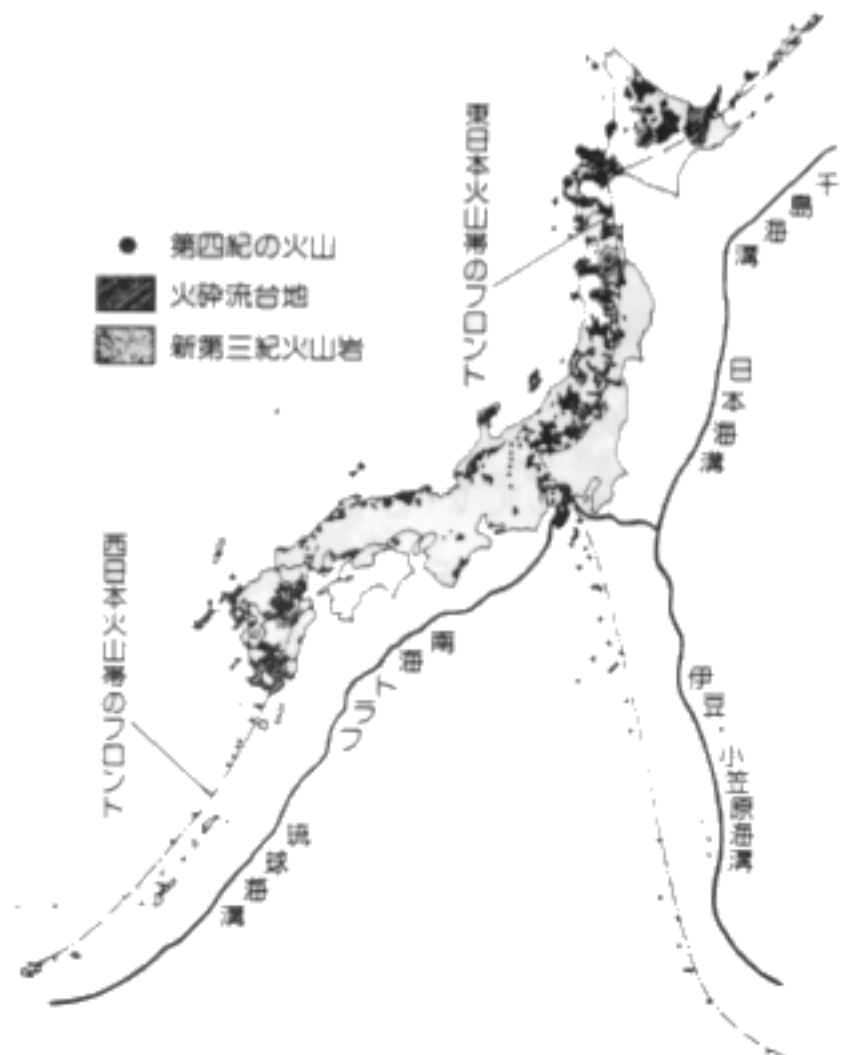 東日本火山帯のフロント
第四紀の火山
火砕流台地
新第三紀火山岩
千島海溝
日本海溝
西日本火山帯のフロント
南海トラフ
伊豆・小笠原海溝
琉球海溝